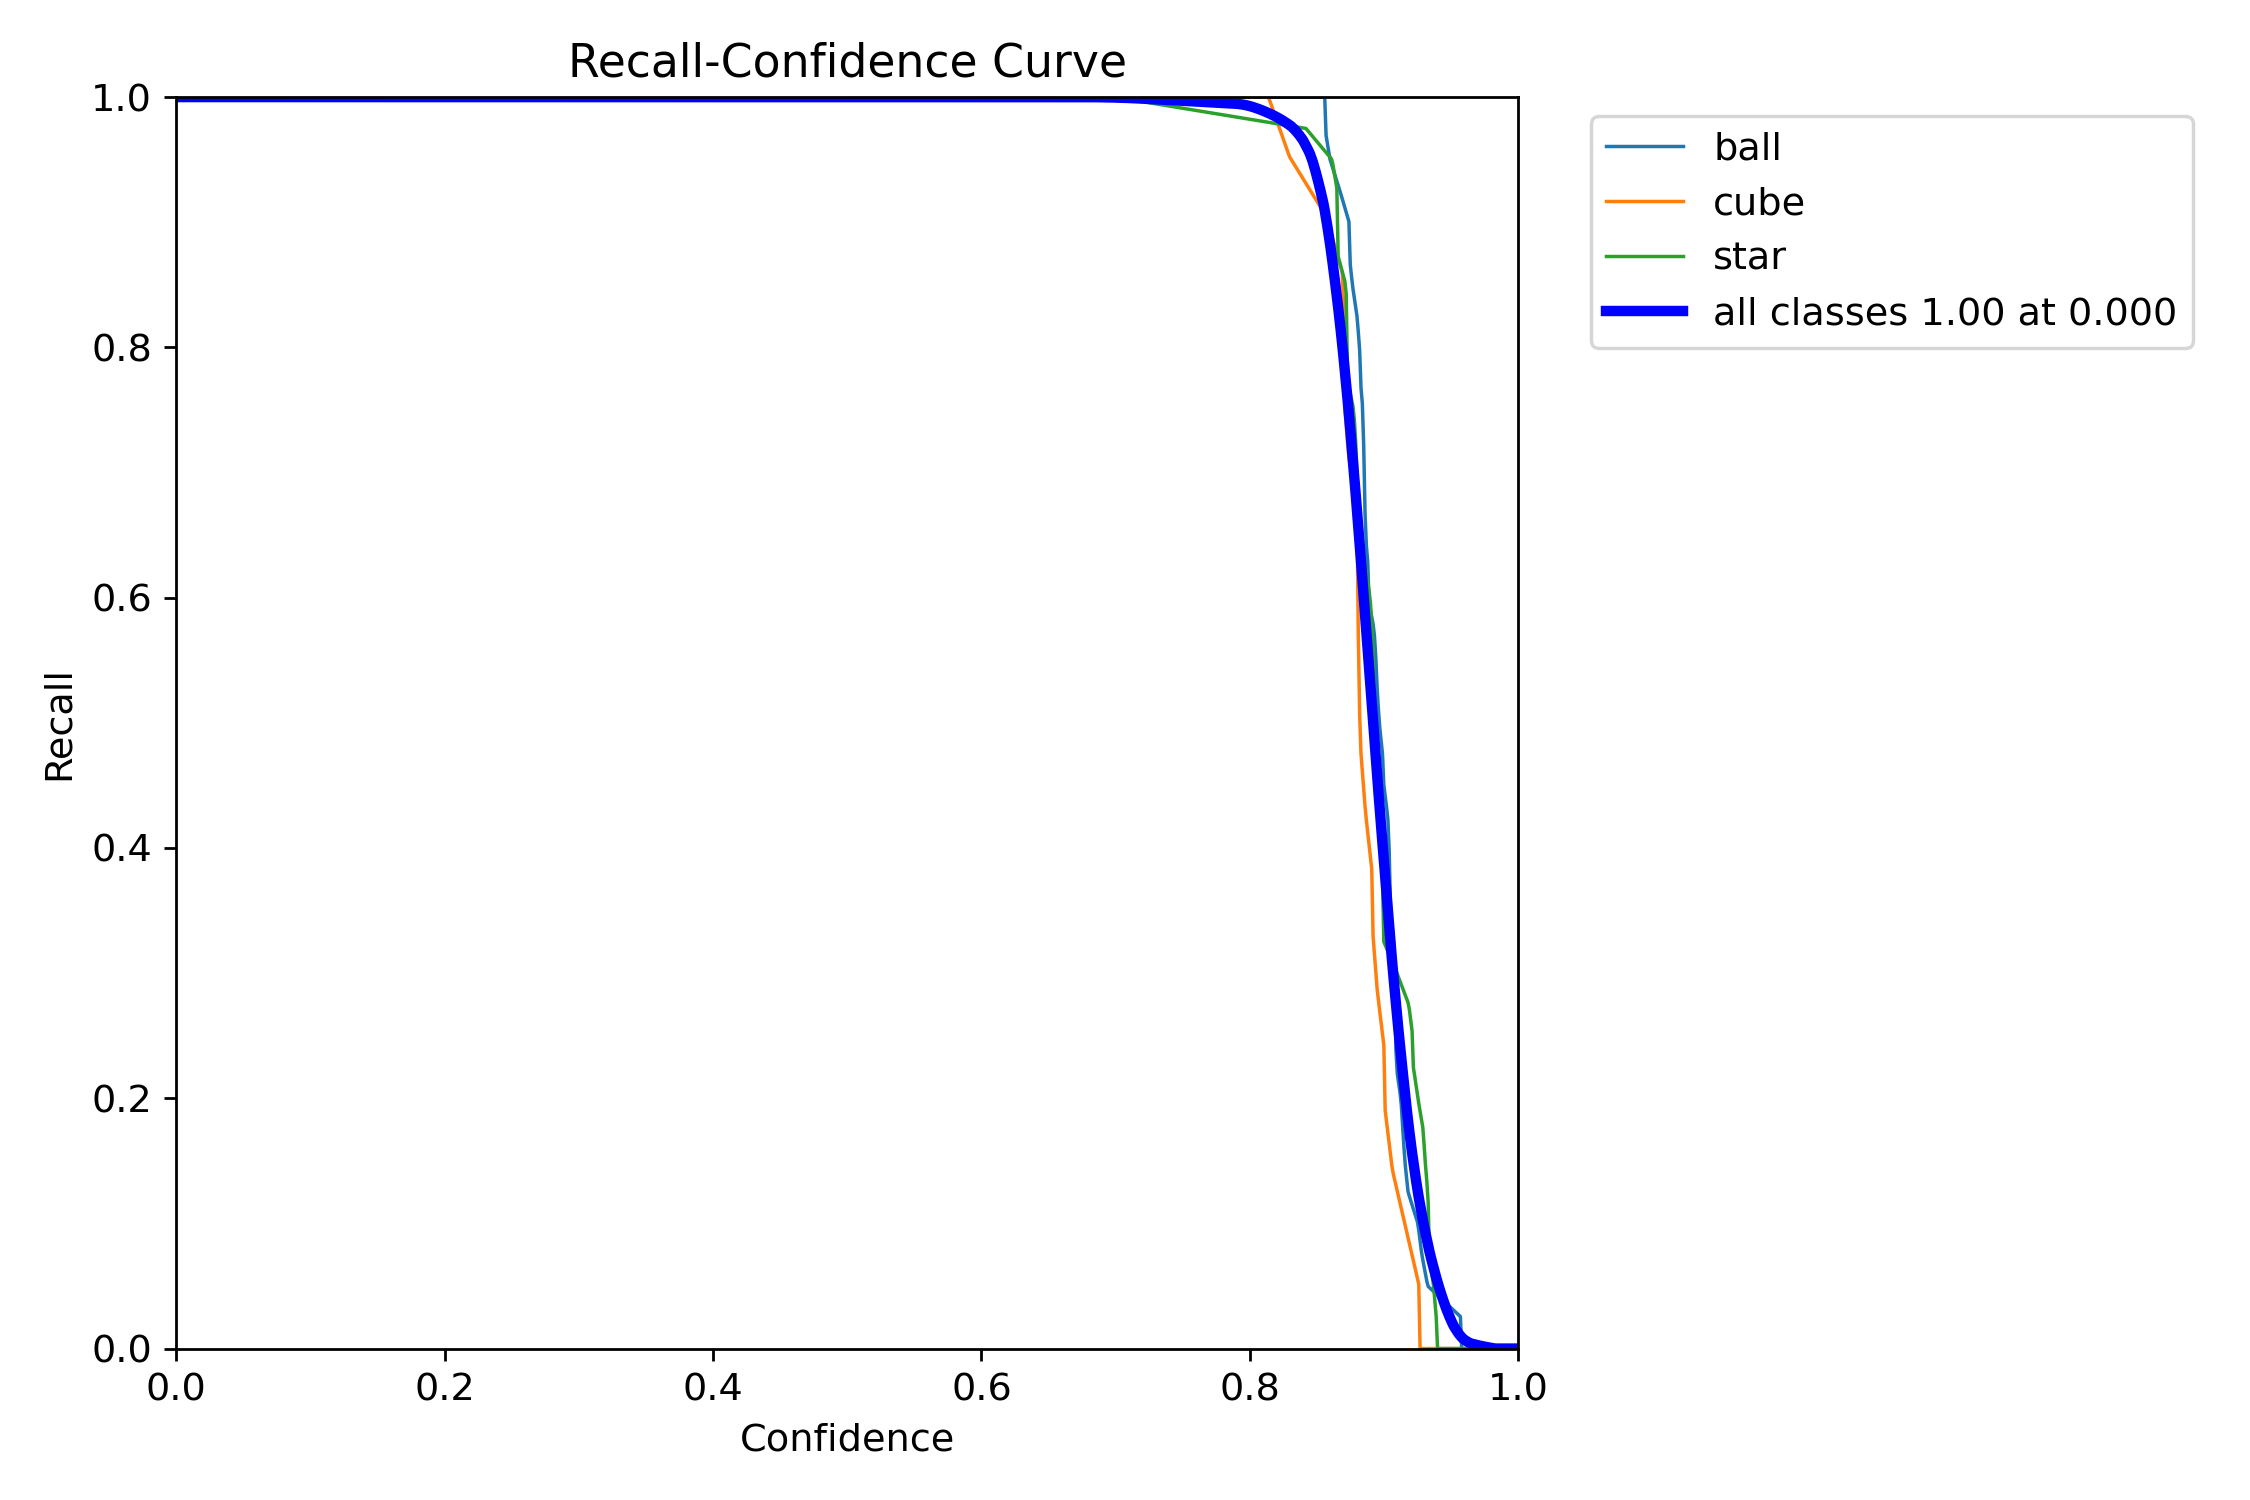 Recall-Confidence Curve
1.0
0.8
0.6
0.4
0.2
0.0
Recall
0.0 0.2 0.4 0.6 0.8 1.0
Confidence
ball
cube
star
all classes 1.00 at 0.000